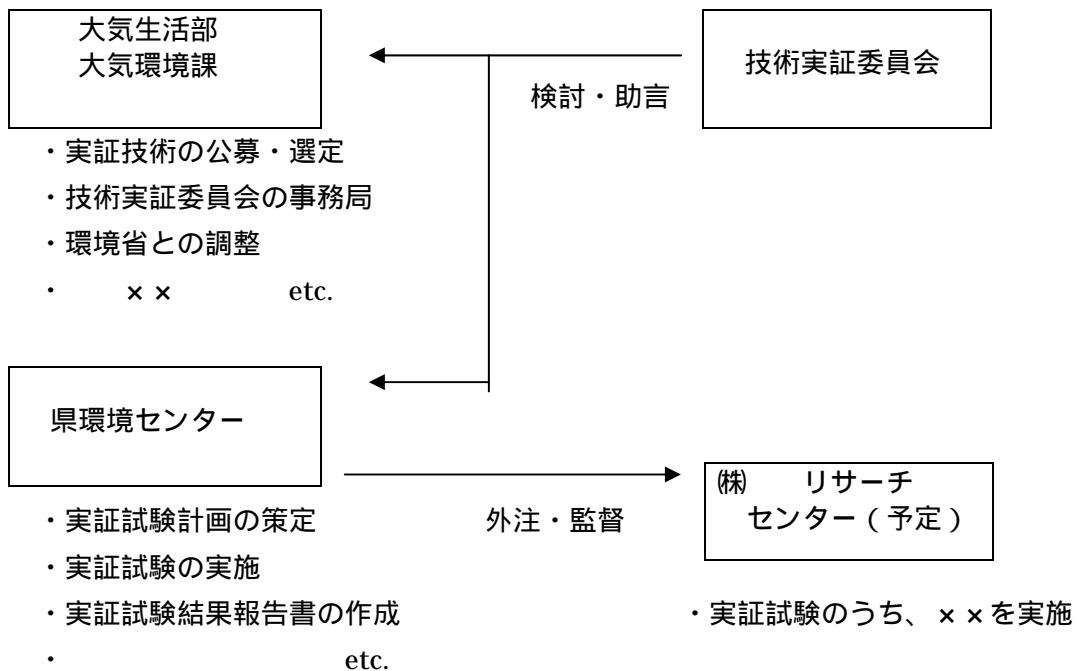 大気生活部
大気環境課
技術実証委員会
検討・助言
・実証技術の公募・選定
・技術実証委員会の事務局
・環境省との調整
・　　××　　　etc.
県環境センター
・実証試験計画の策定
・実証試験の実施
・実証試験結果報告書の作成
・　　　　　　　etc.
外注・監督
㈱　　リサーチ
センター（予定）
・実証試験のうち、××を実施